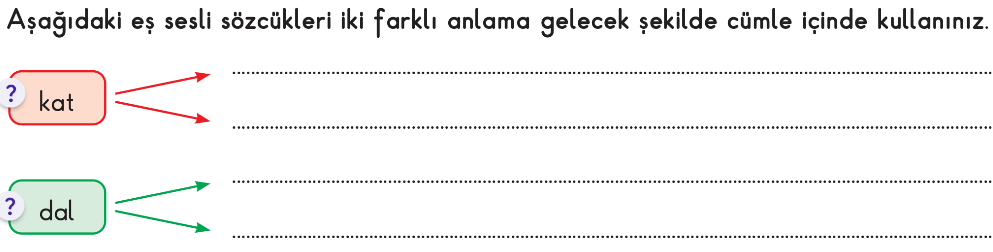 Aşağıdaki eş sesli sözcükleri iki farklı anlama gelecek şekilde cümle içinde kullanınız.
? kat
? dal